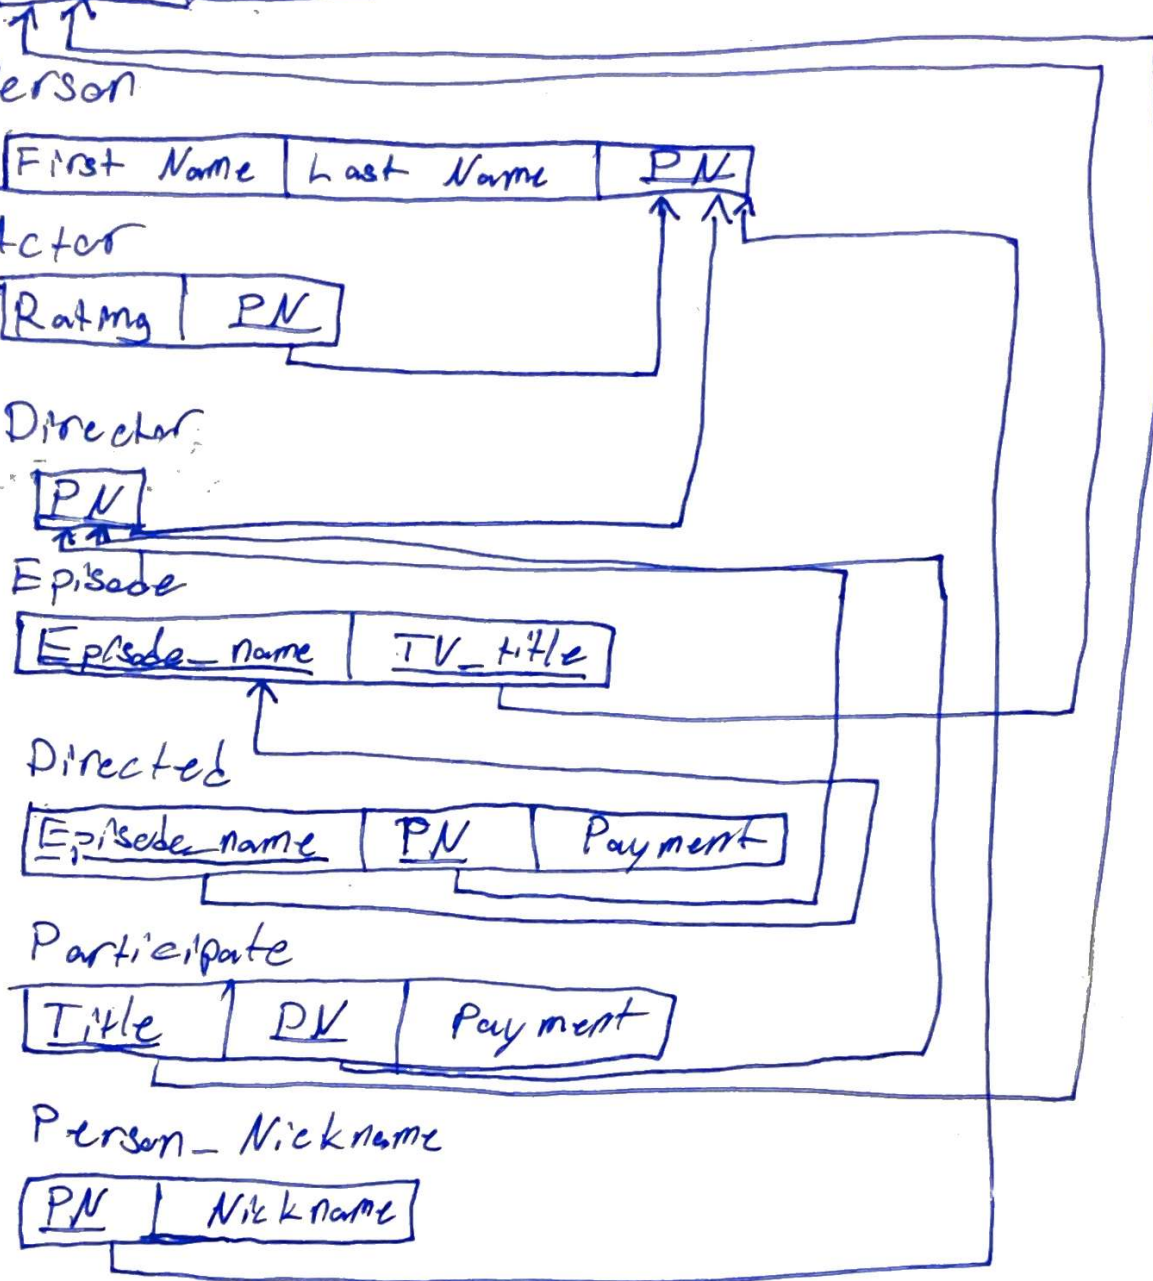 erson
First Name Last Name PN
ctor
Rating PN
Director
PN
Episode
Episode_name TV_title
Directed
Episode_name PN Payment
Participate
Title PN Payment
Person_Nickname
PN Nickname